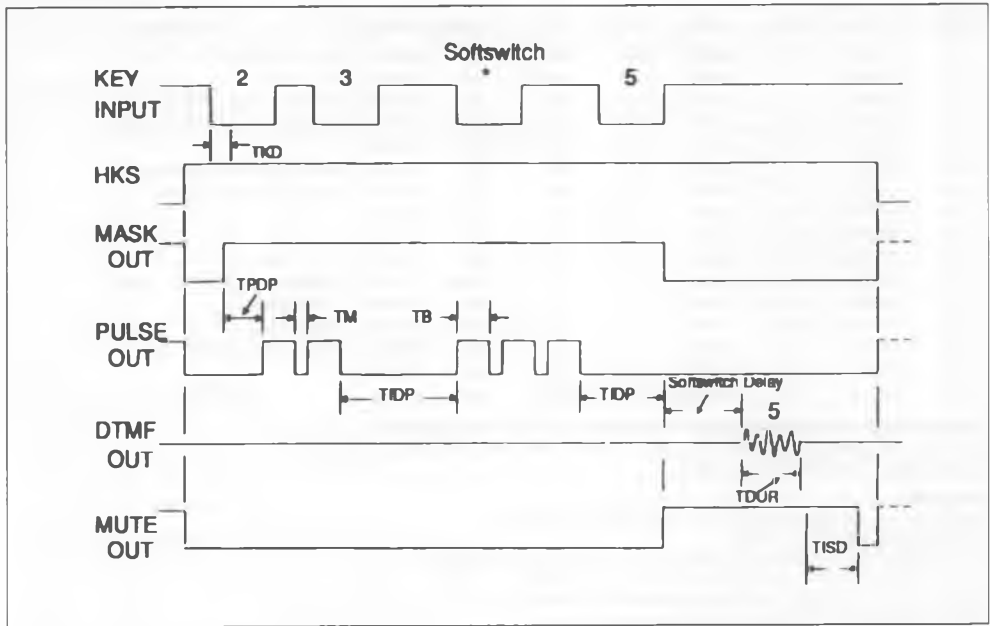 Softswitch
KEY INPUT
2
3
*
5
TKD
HKS
MASK OUT
TPDP
TM
TB
PULSE OUT
TIDP
TIDP
Softswitch Delay
5
DTMF OUT
TDUR
MUTE OUT
TISD